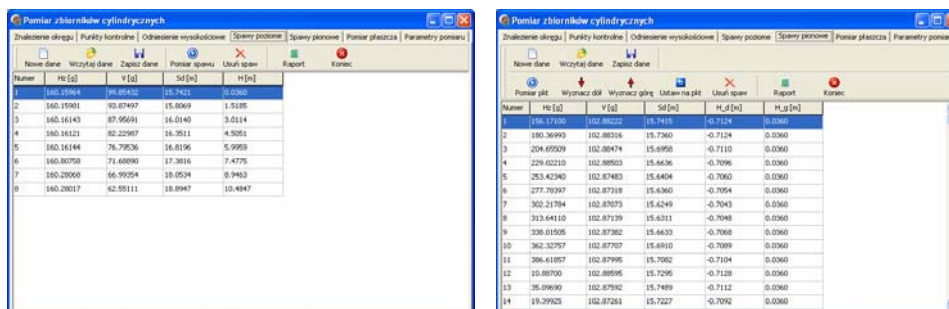 Pomiar zbiorników cylindrycznych
Znalezienie okręgu Punkty kontrolne Odniesienie wysokościowe Spawy poziome Spawy pionowe Pomiar płaszcza Parametry pomiaru
Nowe dane Wczytaj dane Zapisz dane Pomiar spawu Usuń spaw Raport Koniec
Numer Hz [g] V [g] Sd [m] H [m]
1 160.15964 99.85432 15.7421 0.0360
2 160.15981 93.87497 15.8069 1.5185
3 160.16143 87.95691 16.0140 3.0114
4 160.16121 82.22987 16.3511 4.5051
5 160.16144 76.79536 16.8196 5.9959
6 160.80758 71.68890 17.3816 7.4775
7 160.28068 66.99354 18.0534 8.9463
8 160.28017 62.55111 18.8947 10.4847
Pomiar zbiorników cylindrycznych
Znalezienie okręgu Punkty kontrolne Odniesienie wysokościowe Spawy poziome Spawy pionowe Pomiar płaszcza Parametry pomiaru
Nowe dane Wczytaj dane Zapisz dane
Pomiar pkt Wyznacz dół Wyznacz górę Ustaw na pkt Usuń spaw Raport Koniec
Numer Hz [g] V [g] Sd [m] H_d [m] H_g [m]
1 156.17100 102.88222 15.7415 -0.7124 0.0360
2 180.36993 102.88316 15.7360 -0.7124 0.0360
3 204.65509 102.88474 15.6958 -0.7110 0.0360
4 229.02210 102.88503 15.6636 -0.7096 0.0360
5 253.42340 102.87483 15.6404 -0.7060 0.0360
6 277.78397 102.87318 15.6360 -0.7054 0.0360
7 302.21784 102.87073 15.6249 -0.7043 0.0360
8 313.64110 102.87139 15.6311 -0.7048 0.0360
9 338.01505 102.87382 15.6633 -0.7068 0.0360
10 362.32757 102.87707 15.6910 -0.7089 0.0360
11 386.61857 102.87995 15.7082 -0.7104 0.0360
12 10.88700 102.88595 15.7295 -0.7128 0.0360
13 35.09690 102.87592 15.7489 -0.7112 0.0360
14 19.39925 102.87261 15.7227 -0.7092 0.0360